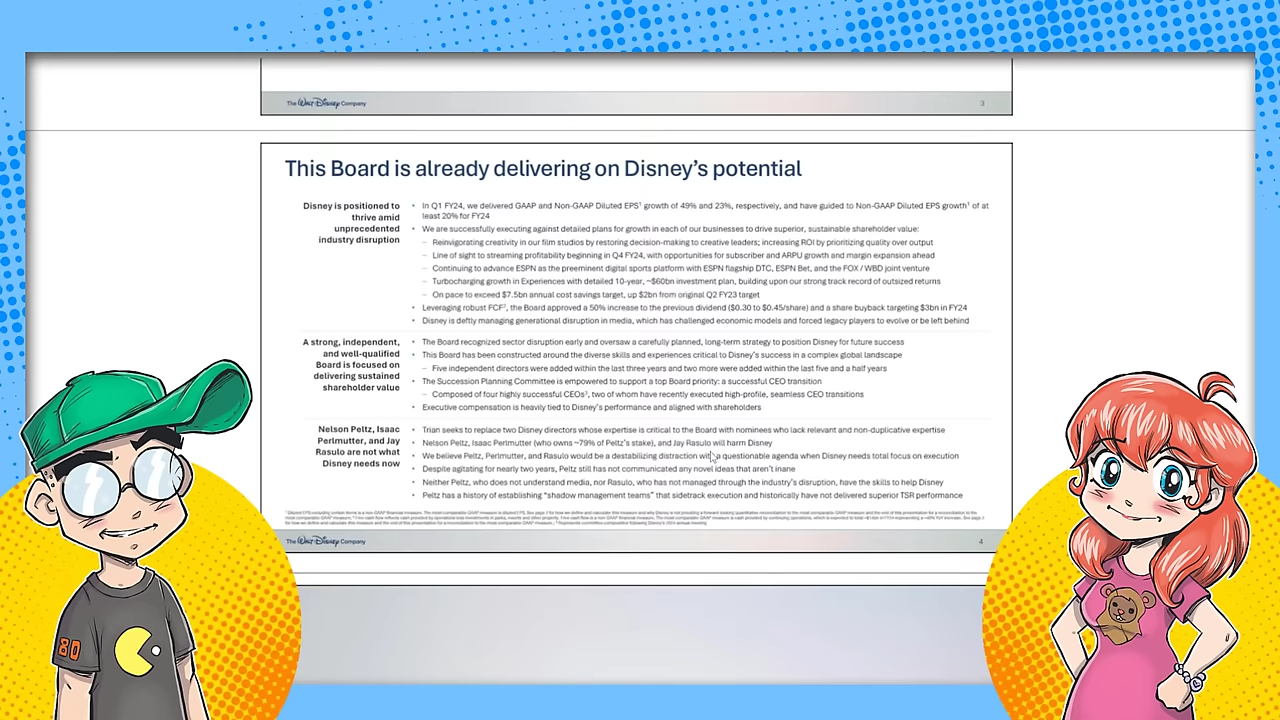 The WALT DISNEY Company
3
This Board is already delivering on Disney's potential
Disney is positioned to
thrive amid
unprecedented
industry disruption
• In Q1 FY24, we delivered GAAP and Non-GAAP Diluted EPS¹ growth of 49% and 23%, respectively, and have guided to Non-GAAP Diluted EPS growth¹ of at
least 20% for FY24
• We are successfully executing against detailed plans for growth in each of our businesses to drive superior, sustainable shareholder value:
– Reinvigorating creativity in our film studios by restoring decision-making to creative leaders; increasing ROI by prioritizing quality over output
– Line of sight to streaming profitability beginning in Q4 FY24, with opportunities for subscriber and ARPU growth and margin expansion ahead
– Continuing to advance ESPN as the preeminent digital sports platform with ESPN flagship DTC, ESPN Bet, and the FOX / WBD joint venture
– Turbocharging growth in Experiences with detailed 10-year, ~$60bn investment plan, building upon our strong track record of outsized returns
– On pace to exceed $7.5bn annual cost savings target, up $2bn from original Q2 FY23 target
• Leveraging robust FCF², the Board approved a 50% increase to the previous dividend ($0.30 to $0.45/share) and a share buyback targeting $3bn in FY24
• Disney is deftly managing generational disruption in media, which has challenged economic models and forced legacy players to evolve or be left behind
A strong, independent,
and well-qualified
Board is focused on
delivering sustained
shareholder value
• The Board recognized sector disruption early and oversaw a carefully planned, long-term strategy to position Disney for future success
• This Board has been constructed around the diverse skills and experiences critical to Disney's success in a complex global landscape
– Five independent directors were added within the last three years and two more were added within the last five and a half years
• The Succession Planning Committee is empowered to support a top Board priority: a successful CEO transition
– Composed of four highly successful CEOs³, two of whom have recently executed high-profile, seamless CEO transitions
• Executive compensation is heavily tied to Disney's performance and aligned with shareholders
Nelson Peltz, Isaac
Perlmutter, and Jay
Rasulo are not what
Disney needs now
• Trian seeks to replace two Disney directors whose expertise is critical to the Board with nominees who lack relevant and non-duplicative expertise
• Nelson Peltz, Isaac Perlmutter (who owns ~79% of Peltz's stake), and Jay Rasulo will harm Disney
• We believe Peltz, Perlmutter, and Rasulo would be a destabilizing distraction with a questionable agenda when Disney needs total focus on execution
• Despite agitating for nearly two years, Peltz still has not communicated any novel ideas that aren't inane
• Neither Peltz, who does not understand media, nor Rasulo, who has not managed through the industry's disruption, have the skills to help Disney
• Peltz has a history of establishing "shadow management teams" that sidetrack execution and historically have not delivered superior TSR performance
The WALT DISNEY Company
4
80